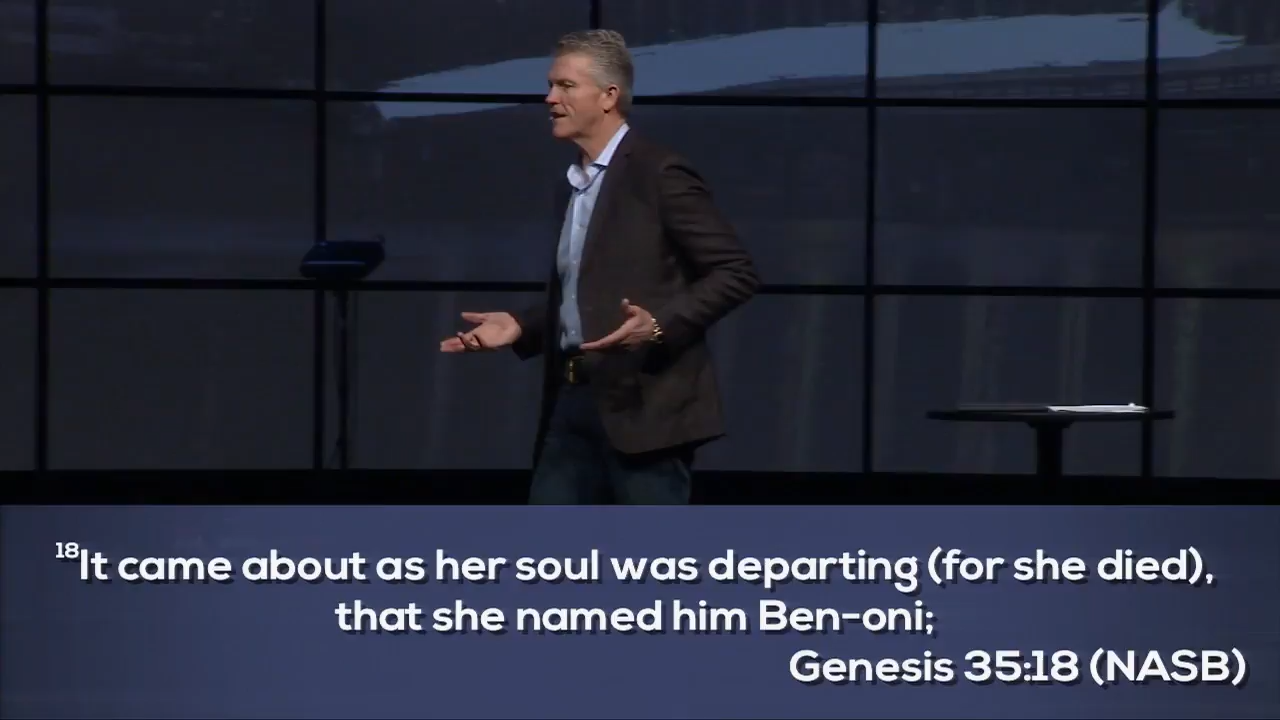 18It came about as her soul was departing (for she died),
that she named him Ben-oni;
Genesis 35:18 (NASB)